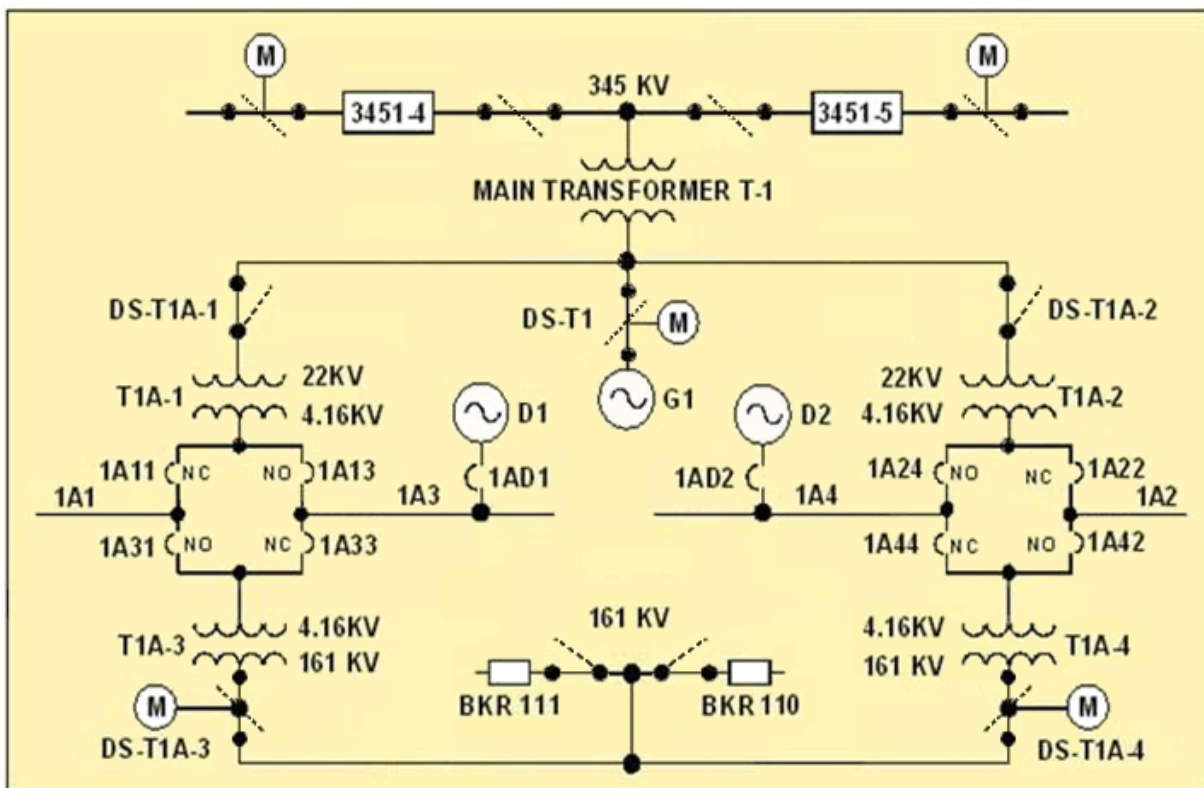 M M
345 KV
3451-4 3451-5
MAIN TRANSFORMER T-1
DS-T1A-1 DS-T1 M DS-T1A-2
T1A-1 22KV 22KV T1A-2
4.16KV D1 G1 D2 4.16KV
1A11 NC NO 1A13 1AD1 1AD2 1A24 NO NC 1A22
1A1 1A3 1A4 1A2
1A31 NO NC 1A33 1A44 NC NO 1A42
T1A-3 4.16KV 161 KV 4.16KV T1A-4
161 KV 161 KV
BKR 111 BKR 110
M M
DS-T1A-3 DS-T1A-4